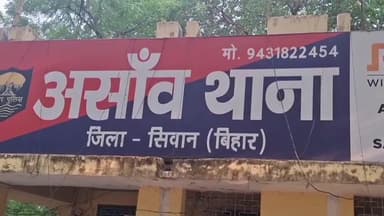 मो. 9431822454
असाँव थाना
जिला - सिवान (बिहार)